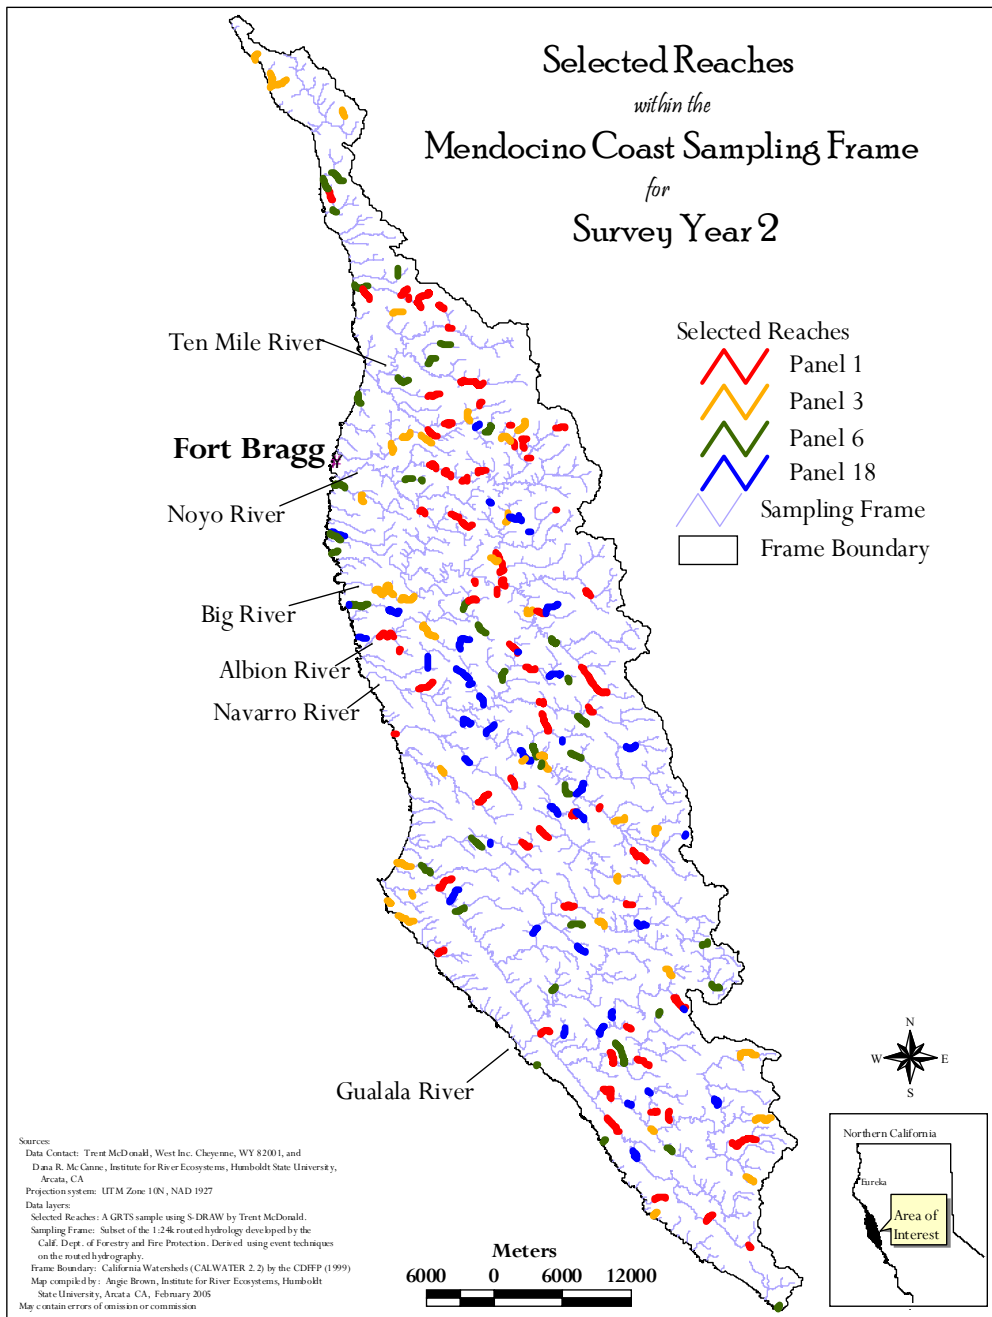 Selected Reaches
within the
Mendocino Coast Sampling Frame
for
Survey Year 2
Selected Reaches
Panel 1
Panel 3
Panel 6
Panel 18
Sampling Frame
Frame Boundary
Ten Mile River
Fort Bragg
Noyo River
Big River
Albion River
Navarro River
Gualala River
N
W E
S
Northern California
Eureka
Area of
Interest
Meters
6000 0 6000 12000
Sources:
Data Contact: Trent McDonald, West Inc. Cheyenne, WY 82001, and
Dana R. McCanne, Institute for River Ecosystems, Humboldt State University,
Arcata, CA
Projection system: UTM Zone 10N, NAD 1927
Data layers:
Selected Reaches: A GRTS sample using S-DRAW by Trent McDonald.
Sampling Frame: Subset of the 1:24k routed hydrology developed by the
Calif. Dept. of Forestry and Fire Protection. Derived using event techniques
on the routed hydrography.
Frame Boundary: California Watersheds (CALWATER 2.2) by the CDFFP (1999)
Map compiled by: Angie Brown, Institute for River Ecosystems, Humboldt
State University, Arcata CA, February 2005
May contain errors of omission or commission